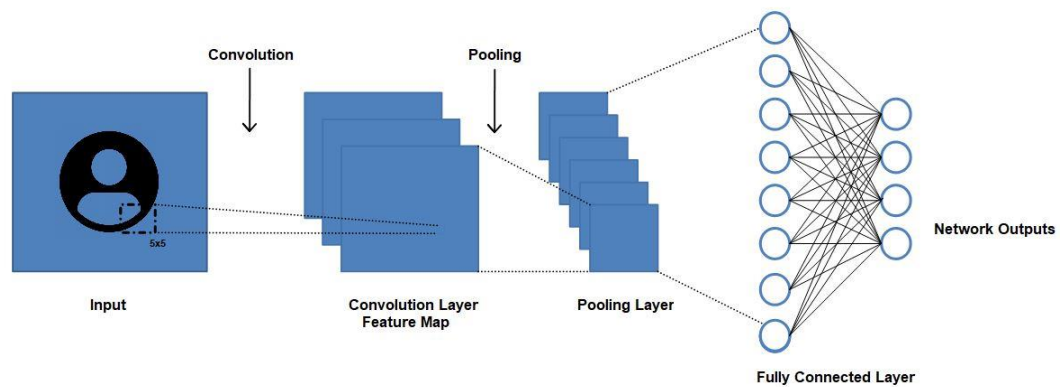 Convolution
Pooling
5x5
Network Outputs
Input
Convolution Layer
Feature Map
Pooling Layer
Fully Connected Layer